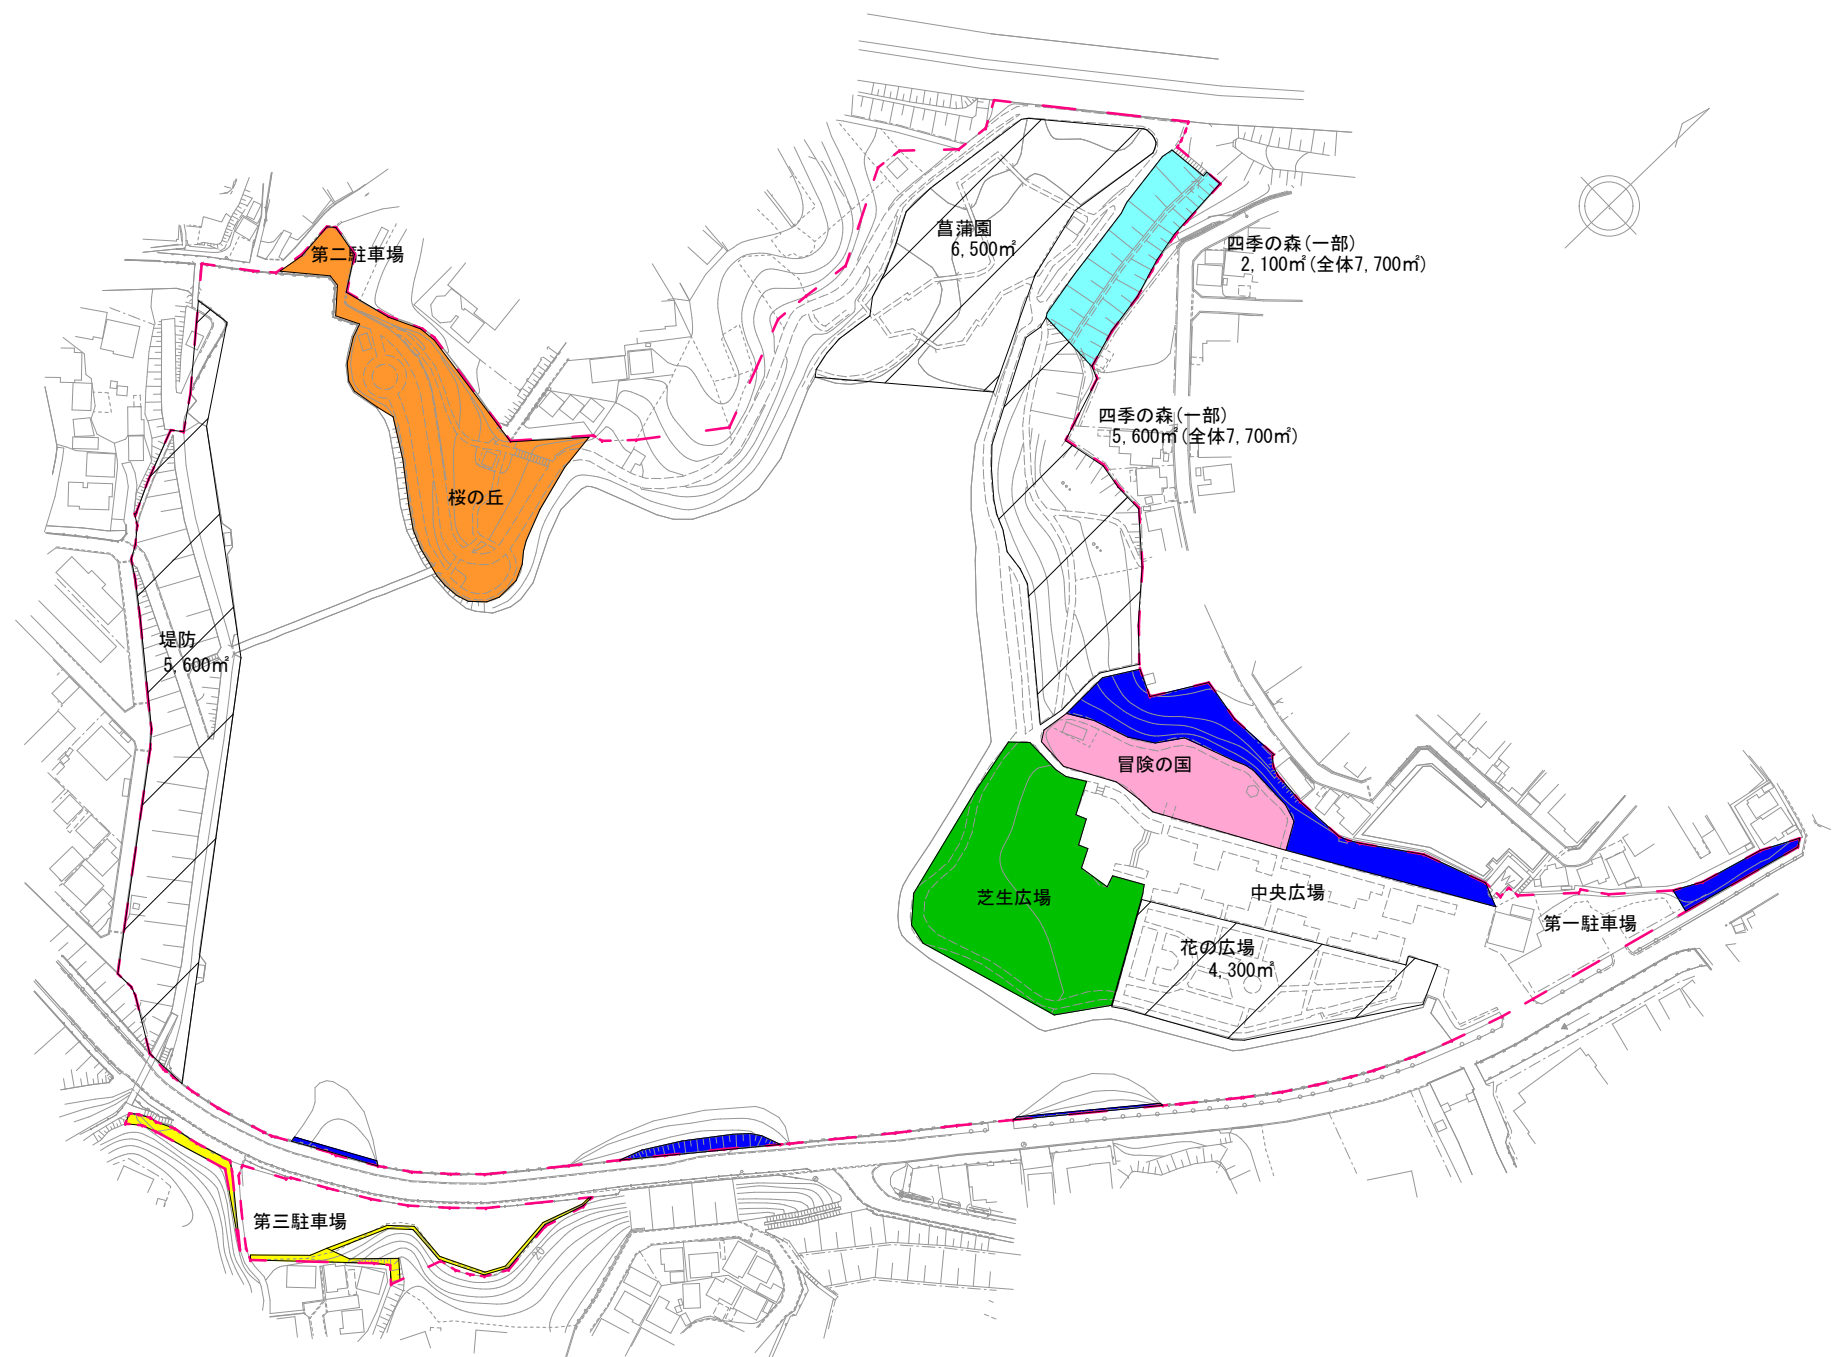 菖蒲園
6,500㎡
四季の森(一部)
2,100㎡(全体7,700㎡)
第二駐車場
四季の森(一部)
5,600㎡(全体7,700㎡)
桜の丘
堤防
5,600㎡
冒険の国
芝生広場
中央広場
第一駐車場
花の広場
4,300㎡
第三駐車場